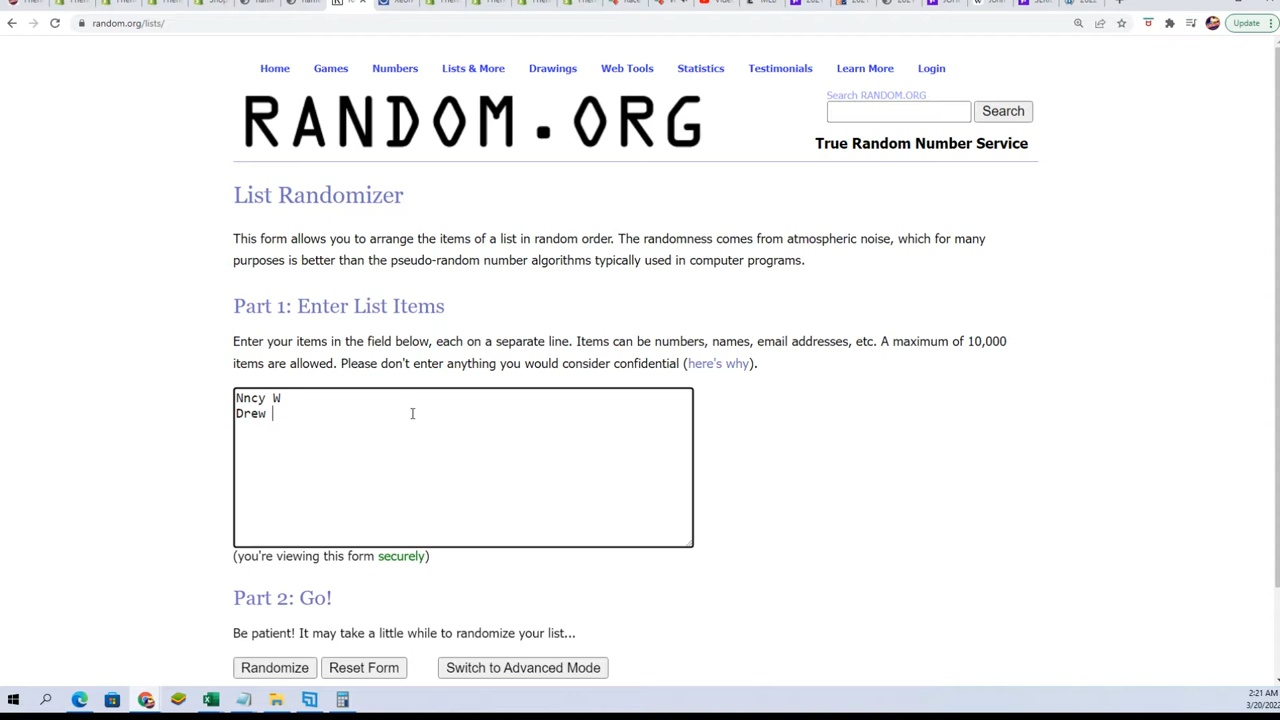 random.org/lists/
Update
Home Games Numbers Lists & More Drawings Web Tools Statistics Testimonials Learn More Login
RANDOM.ORG
Search RANDOM.ORG
Search
True Random Number Service
List Randomizer
This form allows you to arrange the items of a list in random order. The randomness comes from atmospheric noise, which for many
purposes is better than the pseudo-random number algorithms typically used in computer programs.
Part 1: Enter List Items
Enter your items in the field below, each on a separate line. Items can be numbers, names, email addresses, etc. A maximum of 10,000
items are allowed. Please don't enter anything you would consider confidential (here's why).
Nncy W
Drew
(you're viewing this form securely)
Part 2: Go!
Be patient! It may take a little while to randomize your list...
Randomize Reset Form Switch to Advanced Mode
2:21 AM